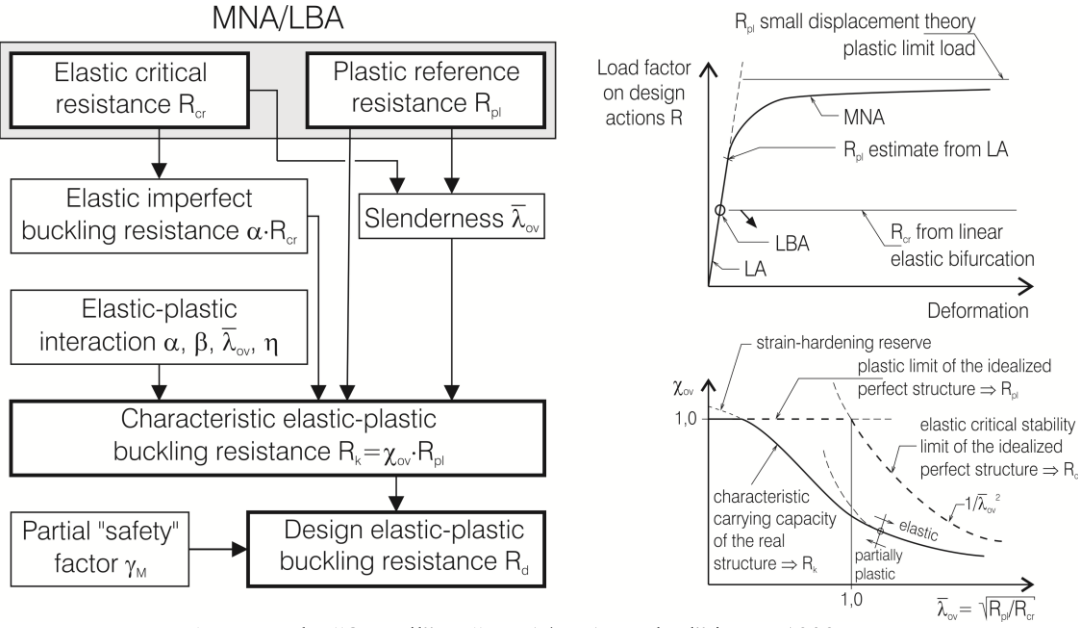 MNA/LBA
Elastic critical
resistance R_cr
Plastic reference
resistance R_pl
Elastic imperfect
buckling resistance α·R_cr
Slenderness λ̅_ov
Elastic-plastic
interaction α, β, λ̅_ov, η
Characteristic elastic-plastic
buckling resistance R_k=χ_ov·R_pl
Partial "safety"
factor γ_M
Design elastic-plastic
buckling resistance R_d
R_pl small displacement theory
plastic limit load
Load factor
on design
actions R
MNA
R_pl estimate from LA
LBA
R_cr from linear
elastic bifurcation
LA
Deformation
strain-hardening reserve
plastic limit of the idealized
perfect structure ⇒ R_pl
χ_ov
1,0
elastic critical stability
limit of the idealized
perfect structure ⇒ R_c
1/λ̅_ov²
characteristic
carrying capacity
of the real
structure ⇒ R_k
elastic
partially
plastic
1,0
λ̅_ov= √R_pl/R_cr